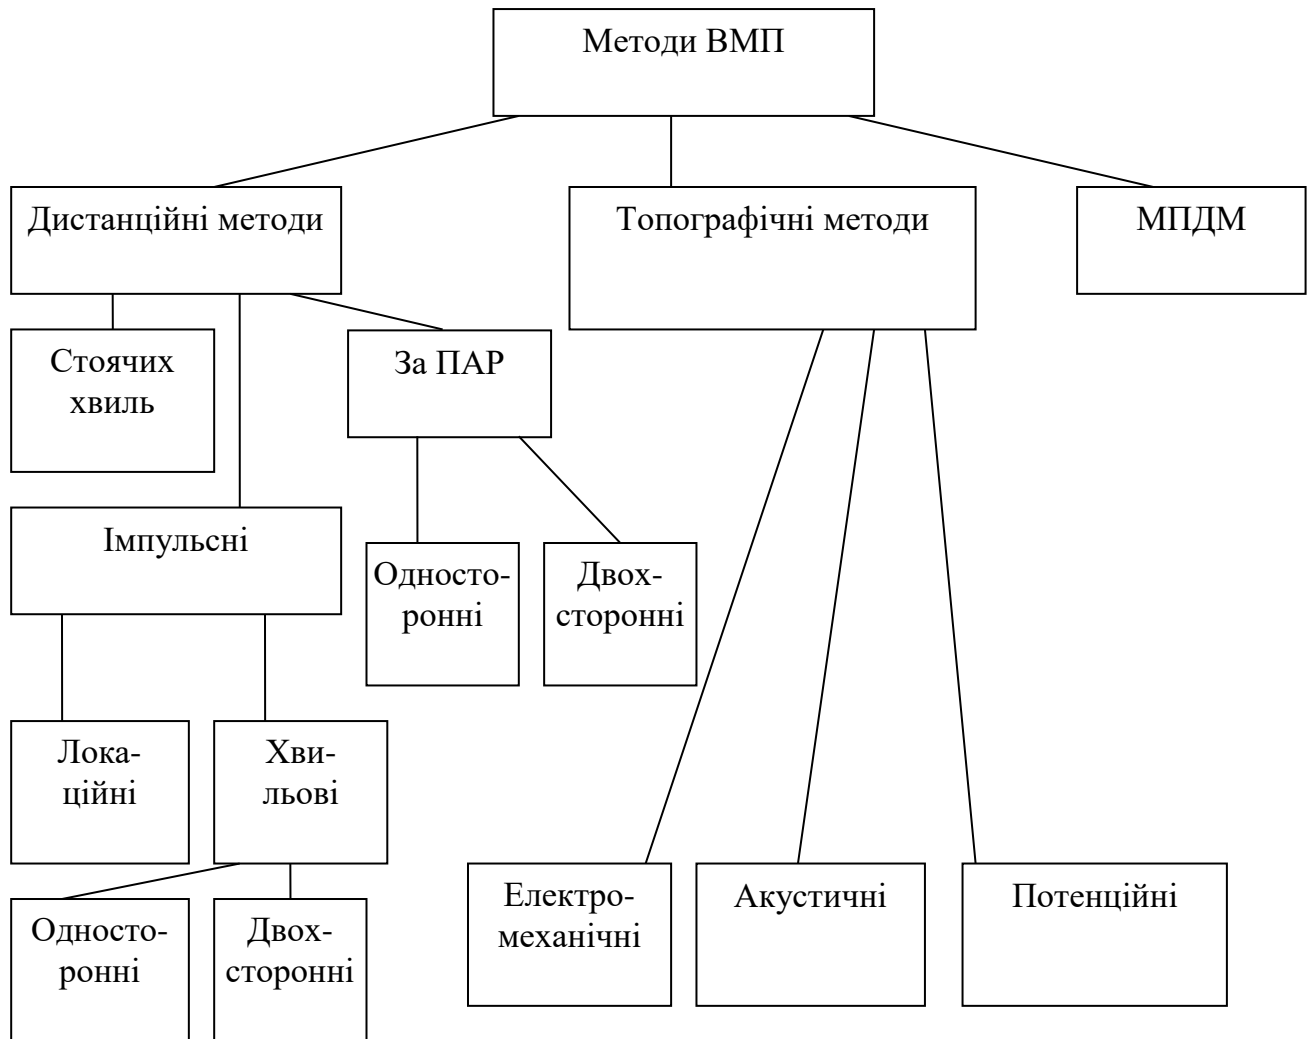 Методи ВМП
Дистанційні методи
Топографічні методи
МПДМ
Стоячих
хвиль
За ПАР
Імпульсні
Односто-
ронні
Двох-
сторонні
Лока-
ційні
Хви-
льові
Електро-
механічні
Акустичні
Потенційні
Односто-
ронні
Двох-
сторонні